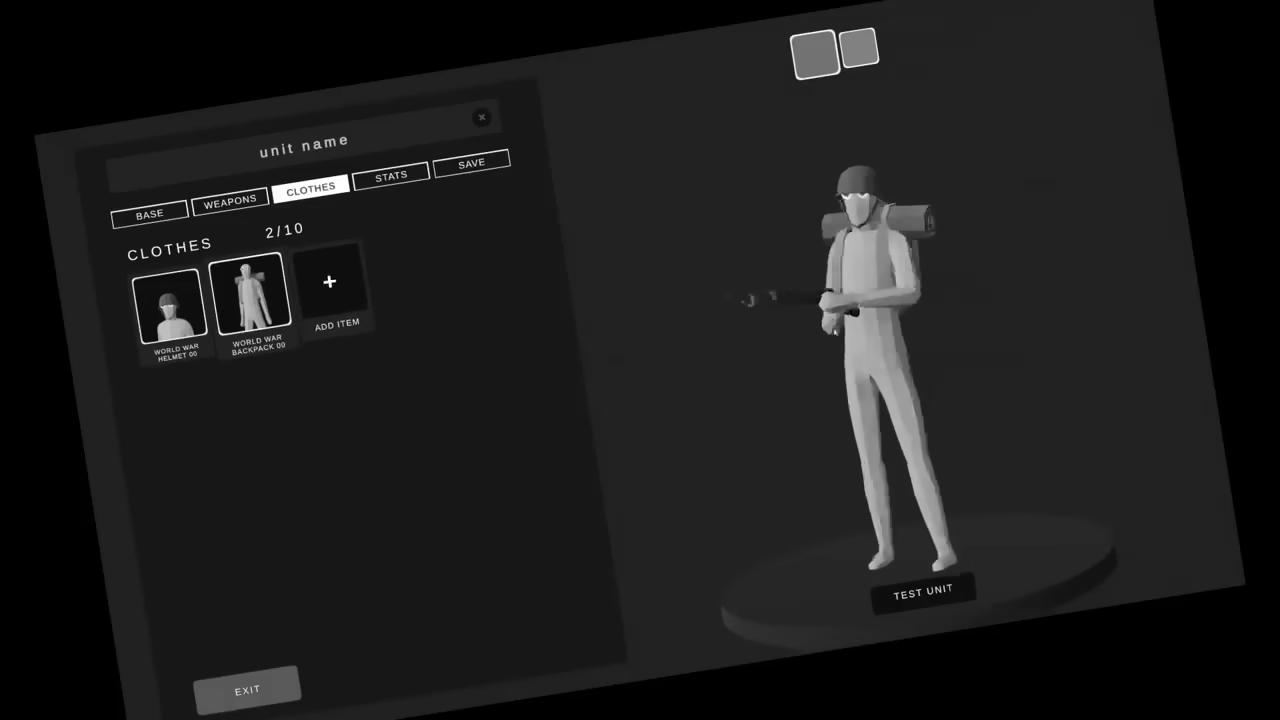 unit name
BASE
WEAPONS
CLOTHES
STATS
SAVE
CLOTHES
2/10
WORLD WAR
HELMET 00
WORLD WAR
BACKPACK 00
ADD ITEM
TEST UNIT
EXIT